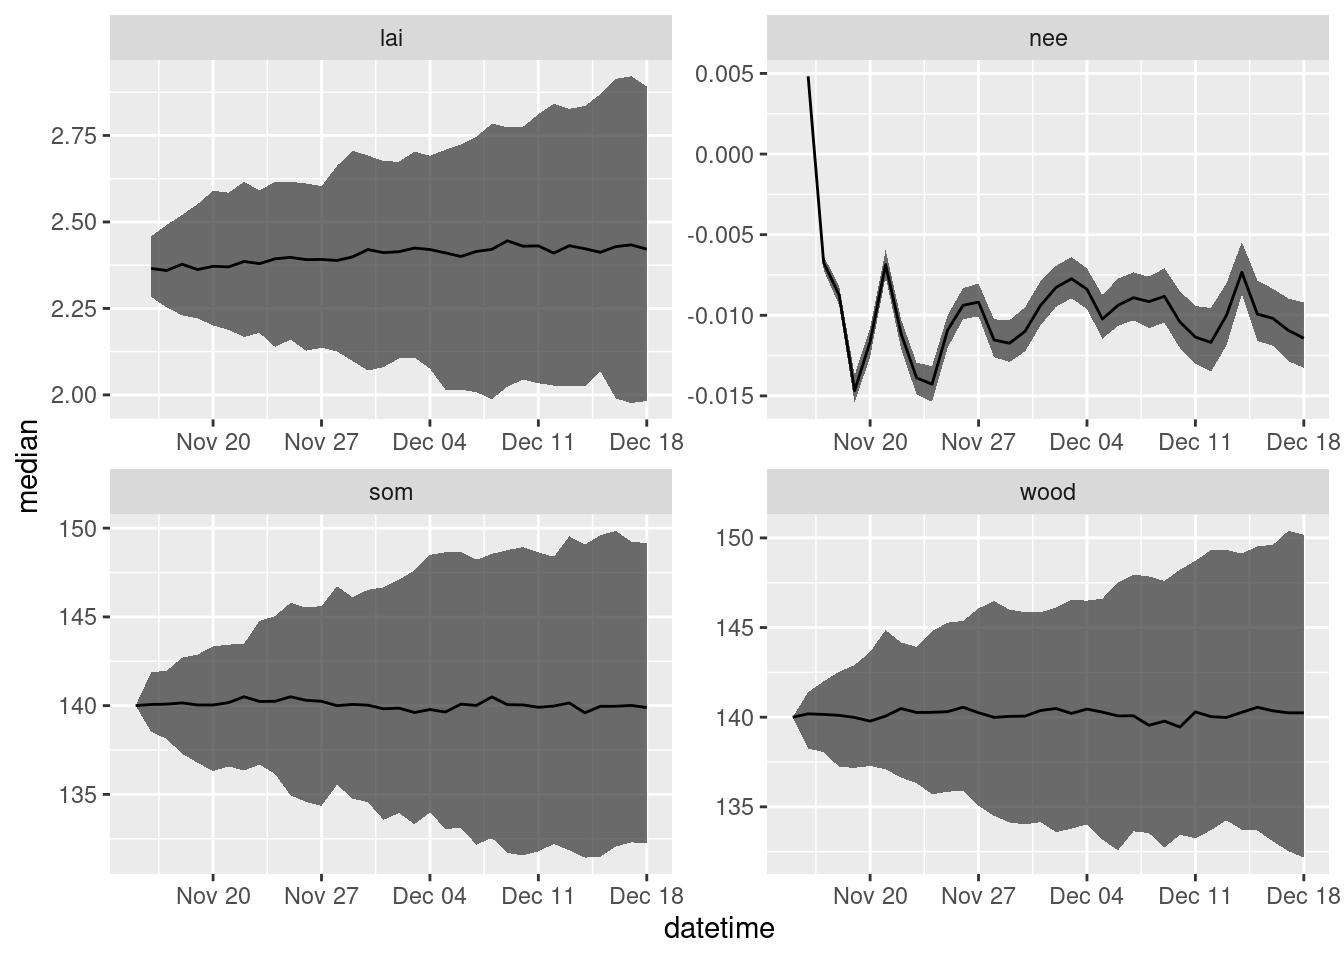 lai
nee
2.75
2.50
2.25
2.00
0.005
0.000
-0.005
-0.010
-0.015
Nov 20 Nov 27 Dec 04 Dec 11 Dec 18
Nov 20 Nov 27 Dec 04 Dec 11 Dec 18
median
som
wood
150
145
140
135
150
145
140
135
Nov 20 Nov 27 Dec 04 Dec 11 Dec 18
Nov 20 Nov 27 Dec 04 Dec 11 Dec 18
datetime